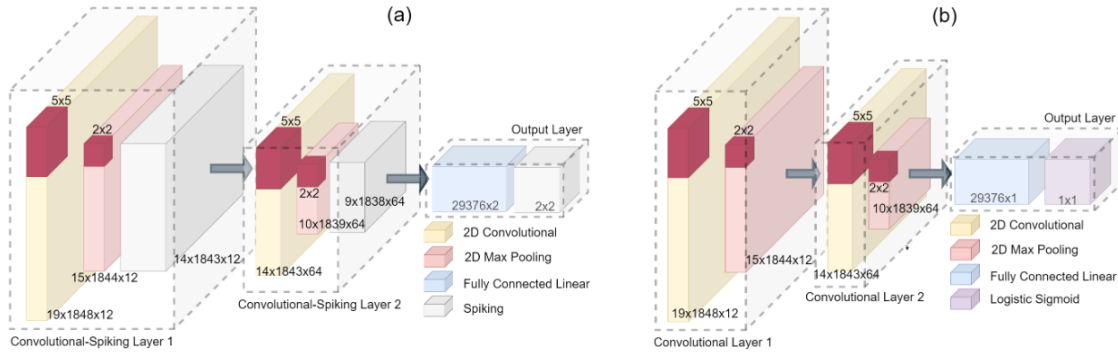 (a)
5x5
2x2
5x5
2x2
Output Layer
9x1838x64
29376x2
2x2
10x1839x64
14x1843x12
14x1843x64
15x1844x12
19x1848x12
Convolutional-Spiking Layer 1
Convolutional-Spiking Layer 2
2D Convolutional
2D Max Pooling
Fully Connected Linear
Spiking
(b)
5x5
2x2
5x5
2x2
Output Layer
29376x1
1x1
10x1839x64
15x1844x12
14x1843x64
19x1848x12
Convolutional Layer 1
Convolutional Layer 2
2D Convolutional
2D Max Pooling
Fully Connected Linear
Logistic Sigmoid